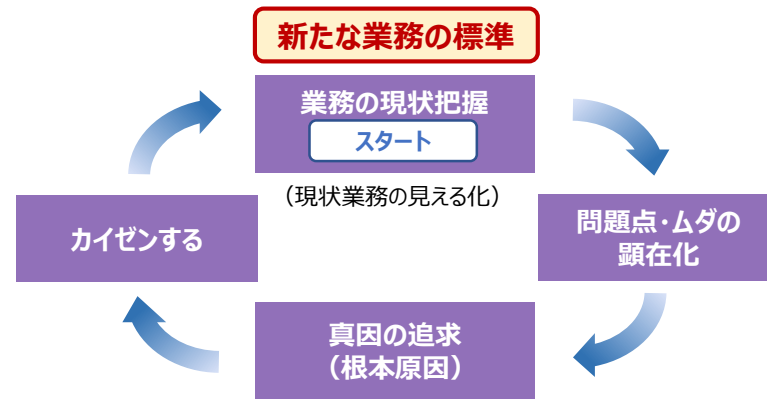 新たな業務の標準
業務の現状把握
スタート
（現状業務の見える化）
カイゼンする
問題点・ムダの
顕在化
真因の追求
（根本原因）